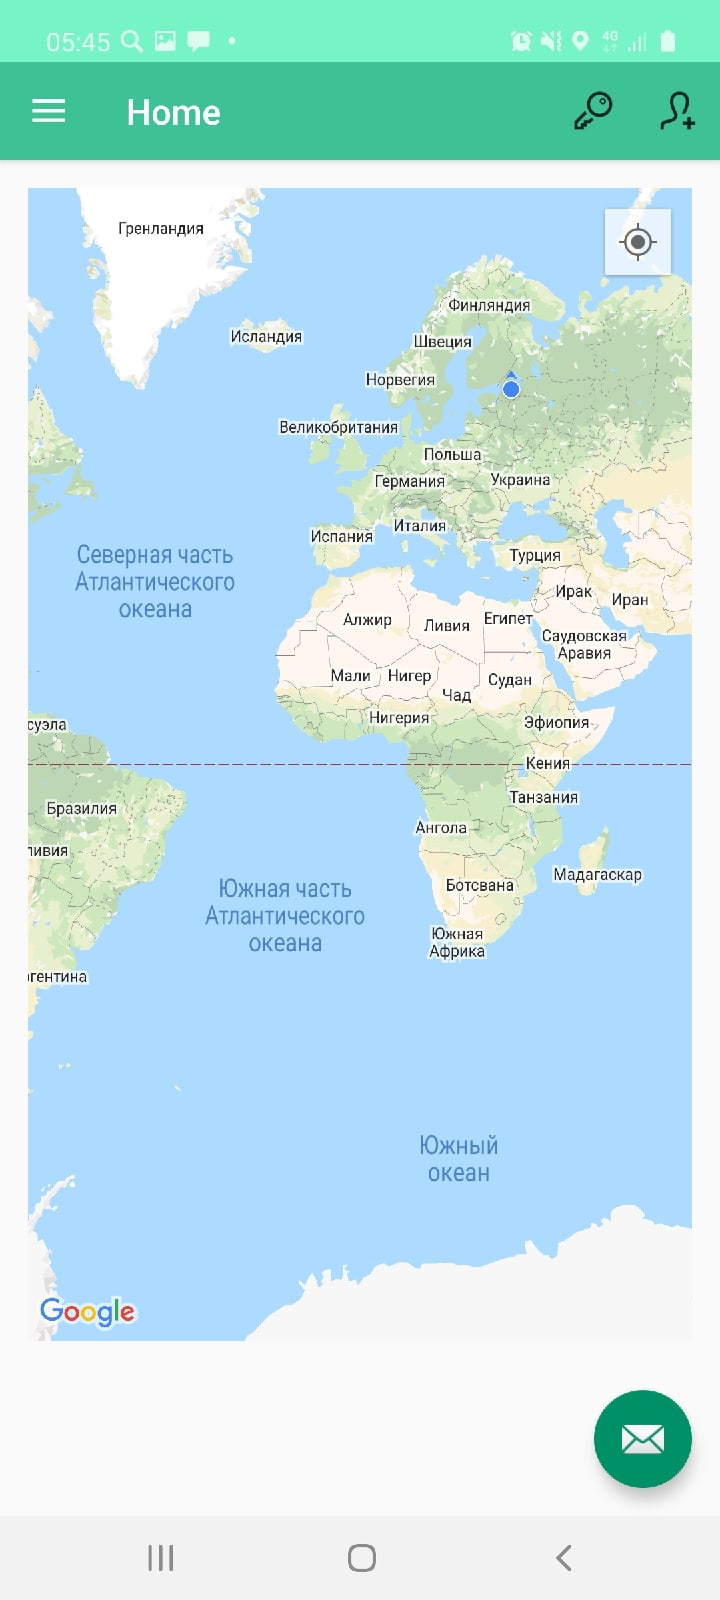 05:45
4G
Home
Гренландия
Финляндия
Исландия
Швеция
Норвегия
Великобритания
Польша
Германия
Украина
Италия
Испания
Северная часть
Атлантического
океана
Турция
Ирак
Иран
Алжир
Ливия
Египет
Саудовская
Аравия
Мали
Нигер
Судан
Чад
Нигерия
Эфиопия
суэла
Кения
Танзания
Бразилия
Ангола
ливия
Мадагаскар
Ботсвана
Южная часть
Атлантического
океана
Южная
Африка
ргентина
Южный
океан
Google